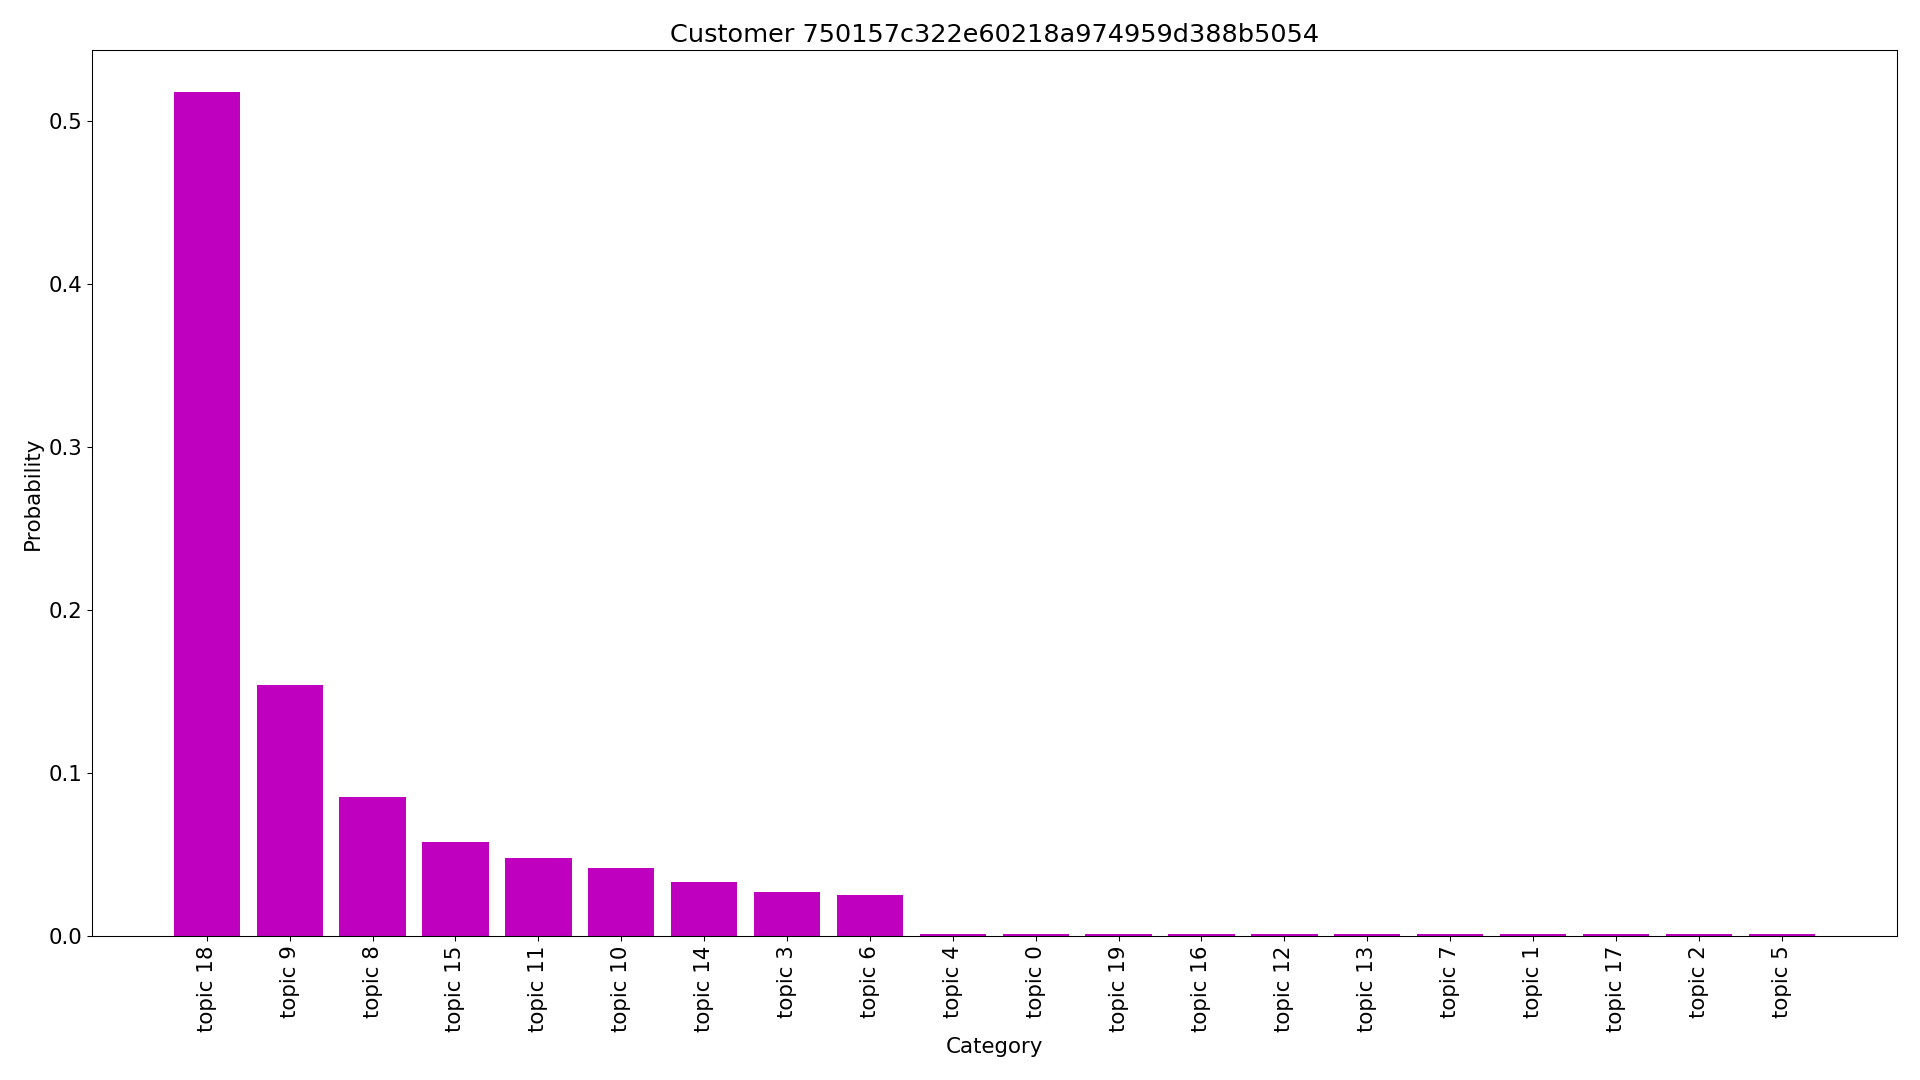 Customer 750157c322e60218a974959d388b5054
Probability
0.5
0.4
0.3
0.2
0.1
0.0
topic 18
topic 9
topic 8
topic 15
topic 11
topic 10
topic 14
topic 3
topic 6
topic 4
topic 0
topic 19
topic 16
topic 12
topic 13
topic 7
topic 1
topic 17
topic 2
topic 5
Category